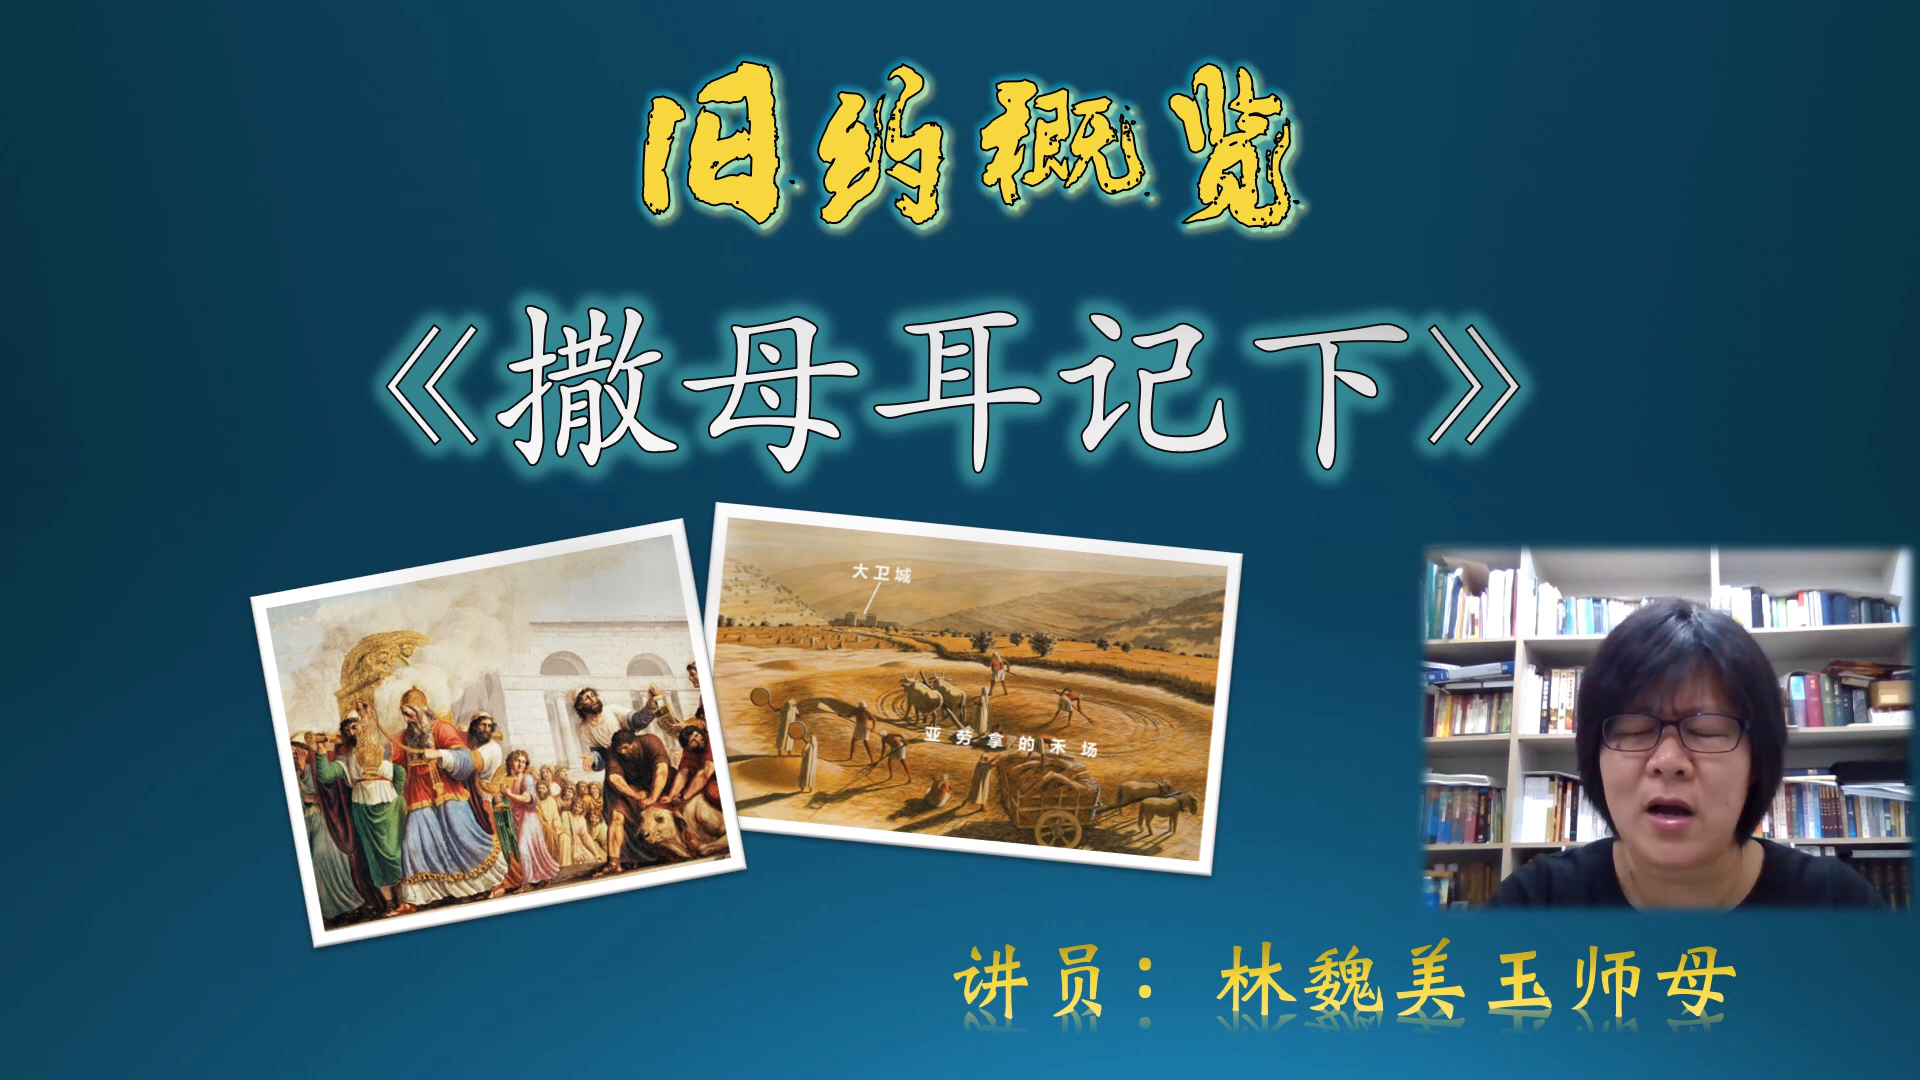 旧约概览
《撒母耳记下》
大卫城
亚劳拿的禾场
讲员：林魏美玉师母